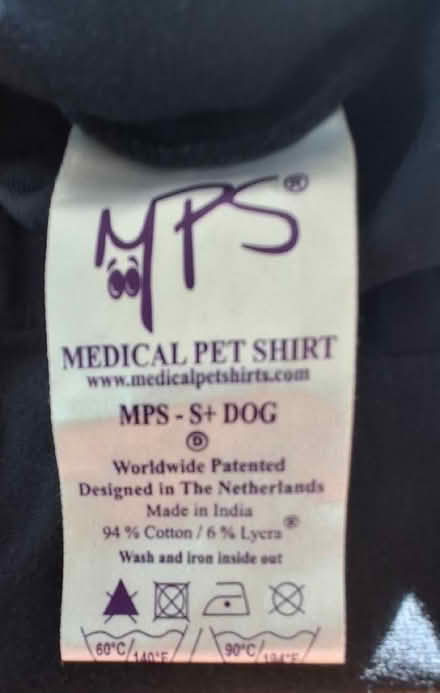 MPS®
MEDICAL PET SHIRT
www.medicalpetshirts.com
MPS - S+ DOG
D
Worldwide Patented
Designed in The Netherlands
Made in India
94 % Cotton / 6 % Lycra®
Wash and iron inside out
60°C/140°F / 90°C/194°F